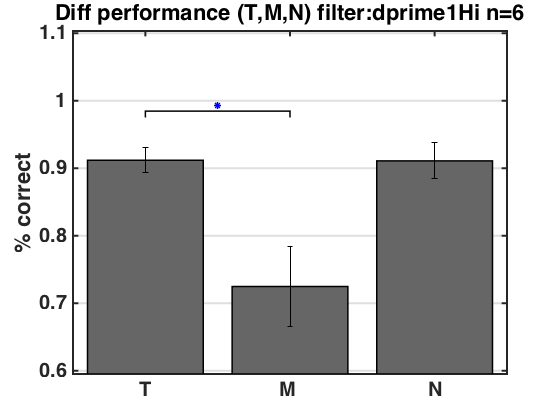 Diff performance (T,M,N) filter:dprime1Hi n=6
1.1
1
0.9
0.8
0.7
0.6
% correct
*
T M N